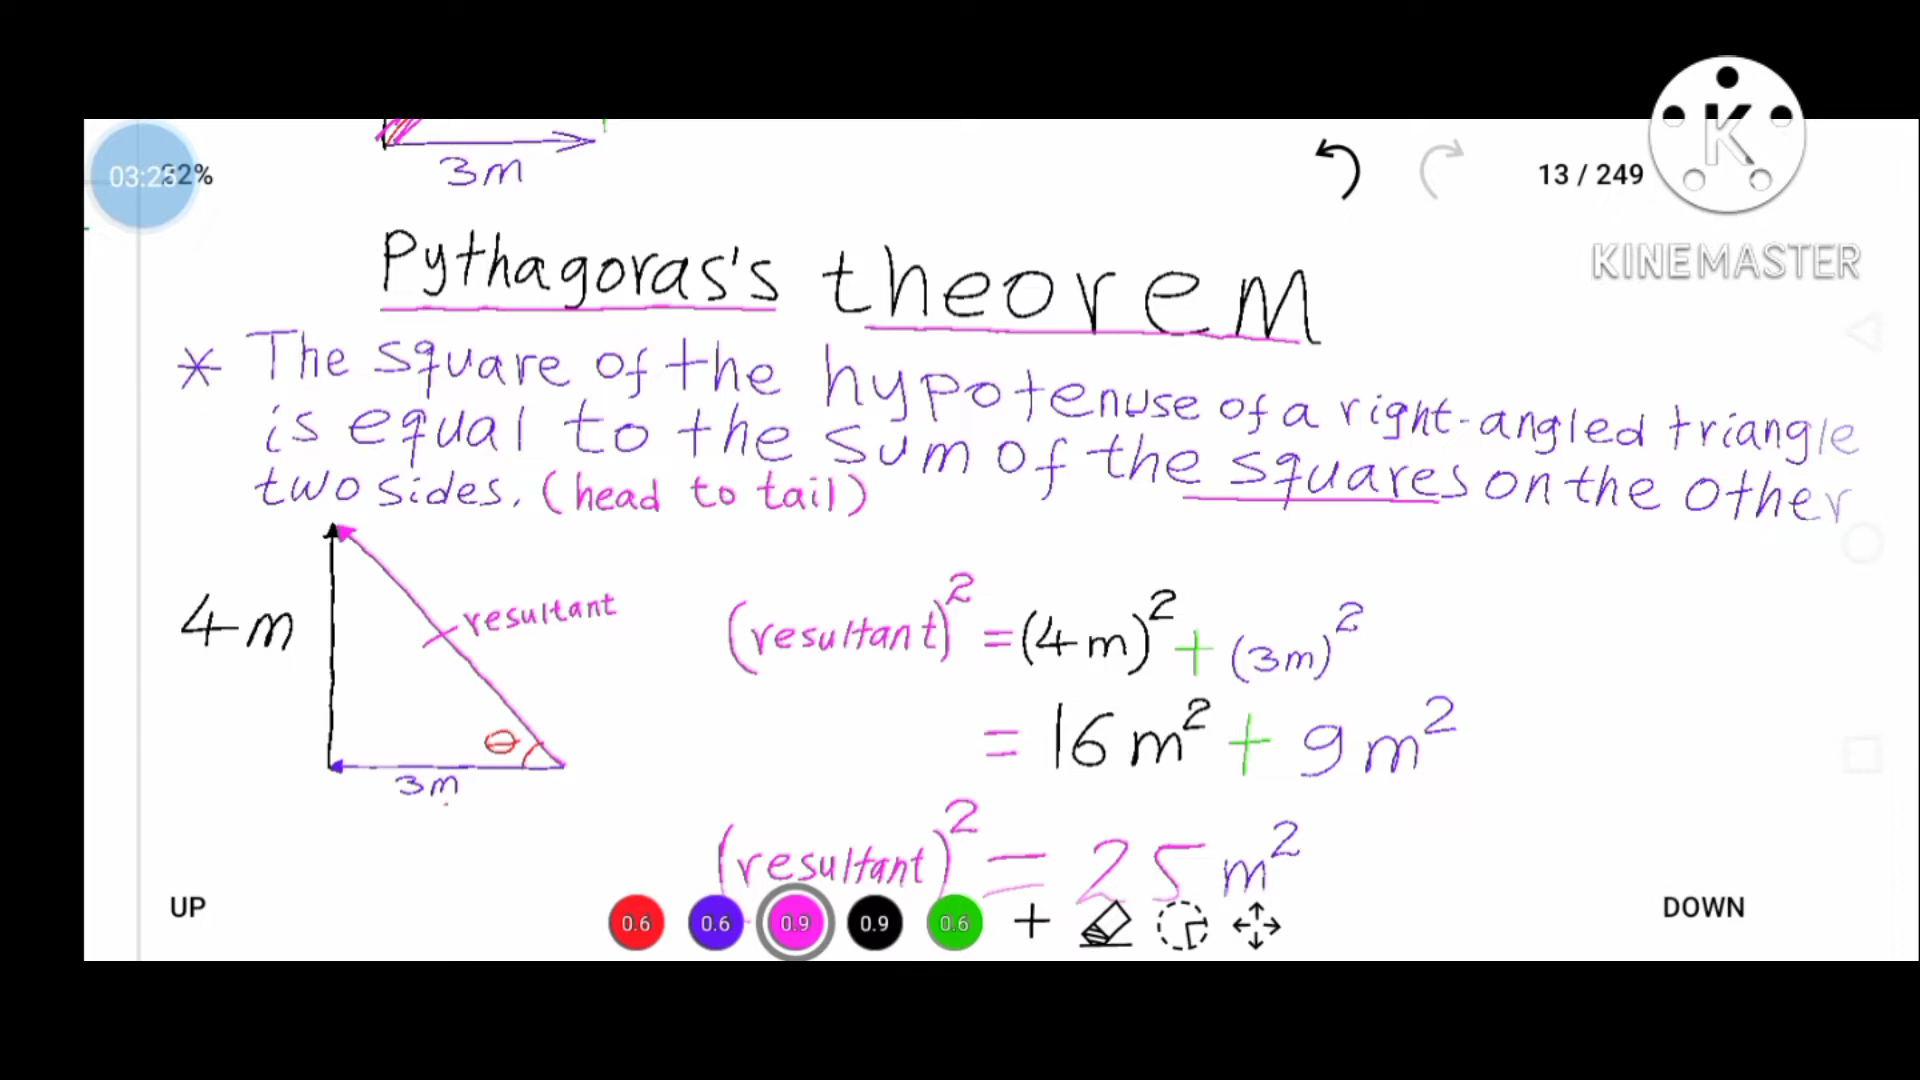 03:28
32%
3m
13 / 249
K
KINEMASTER
Pythagoras's theorem
* The square of the hypotenuse of a right-angled triangle
is equal to the sum of the squares on the other
two sides. (head to tail)
4m
resultant
θ
3m
(resultant)² = (4m)² + (3m)²
= 16m² + 9m²
(resultant)² = 25m²
UP
0.6
0.6
0.9
0.9
0.6
DOWN